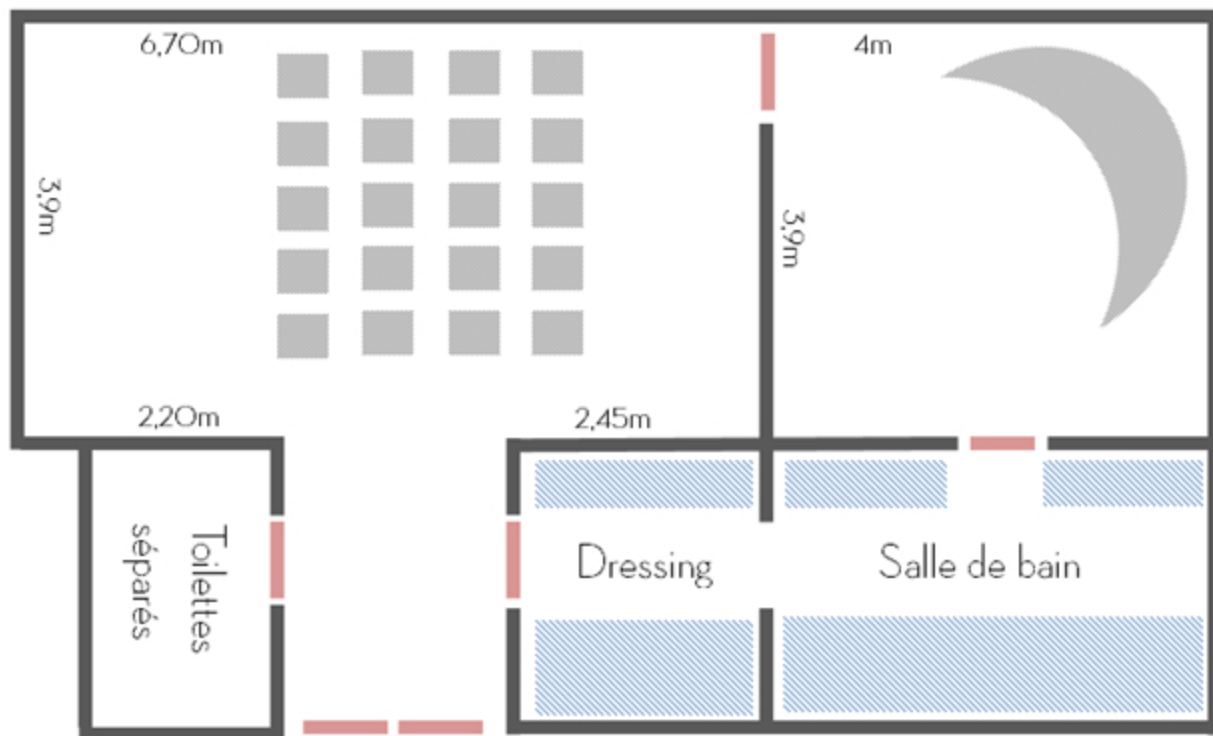 6,70m
4m
3,9m
3,9m
2,20m
2,45m
Toilettes
séparés
Dressing
Salle de bain